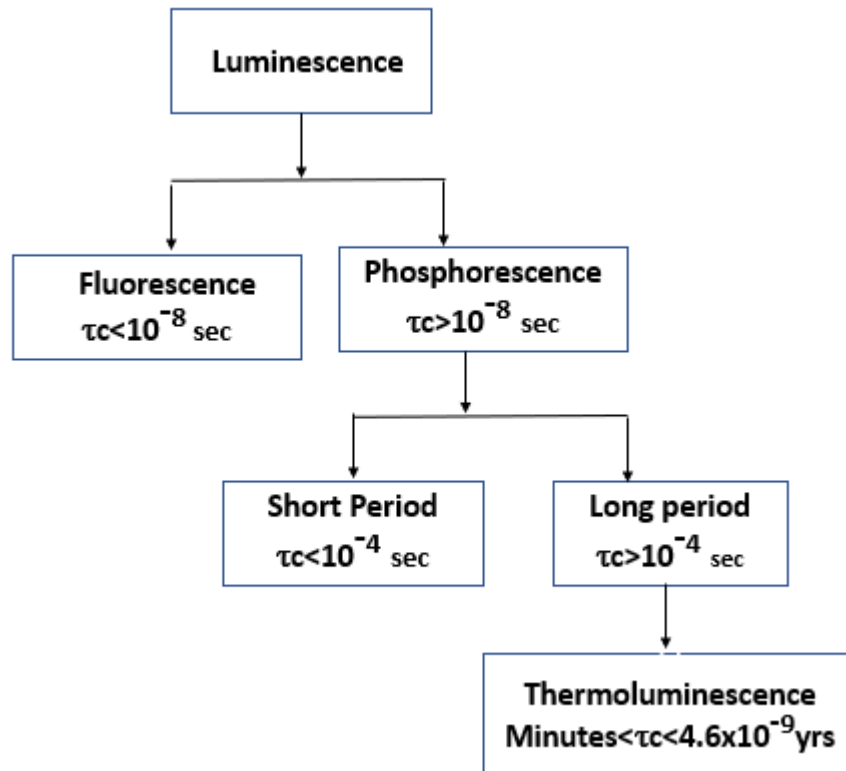 Luminescence
Fluorescence
τc<10⁻⁸ sec
Phosphorescence
τc>10⁻⁸ sec
Short Period
τc<10⁻⁴ sec
Long period
τc>10⁻⁴ sec
Thermoluminescence
Minutes<τc<4.6x10⁻⁹yrs